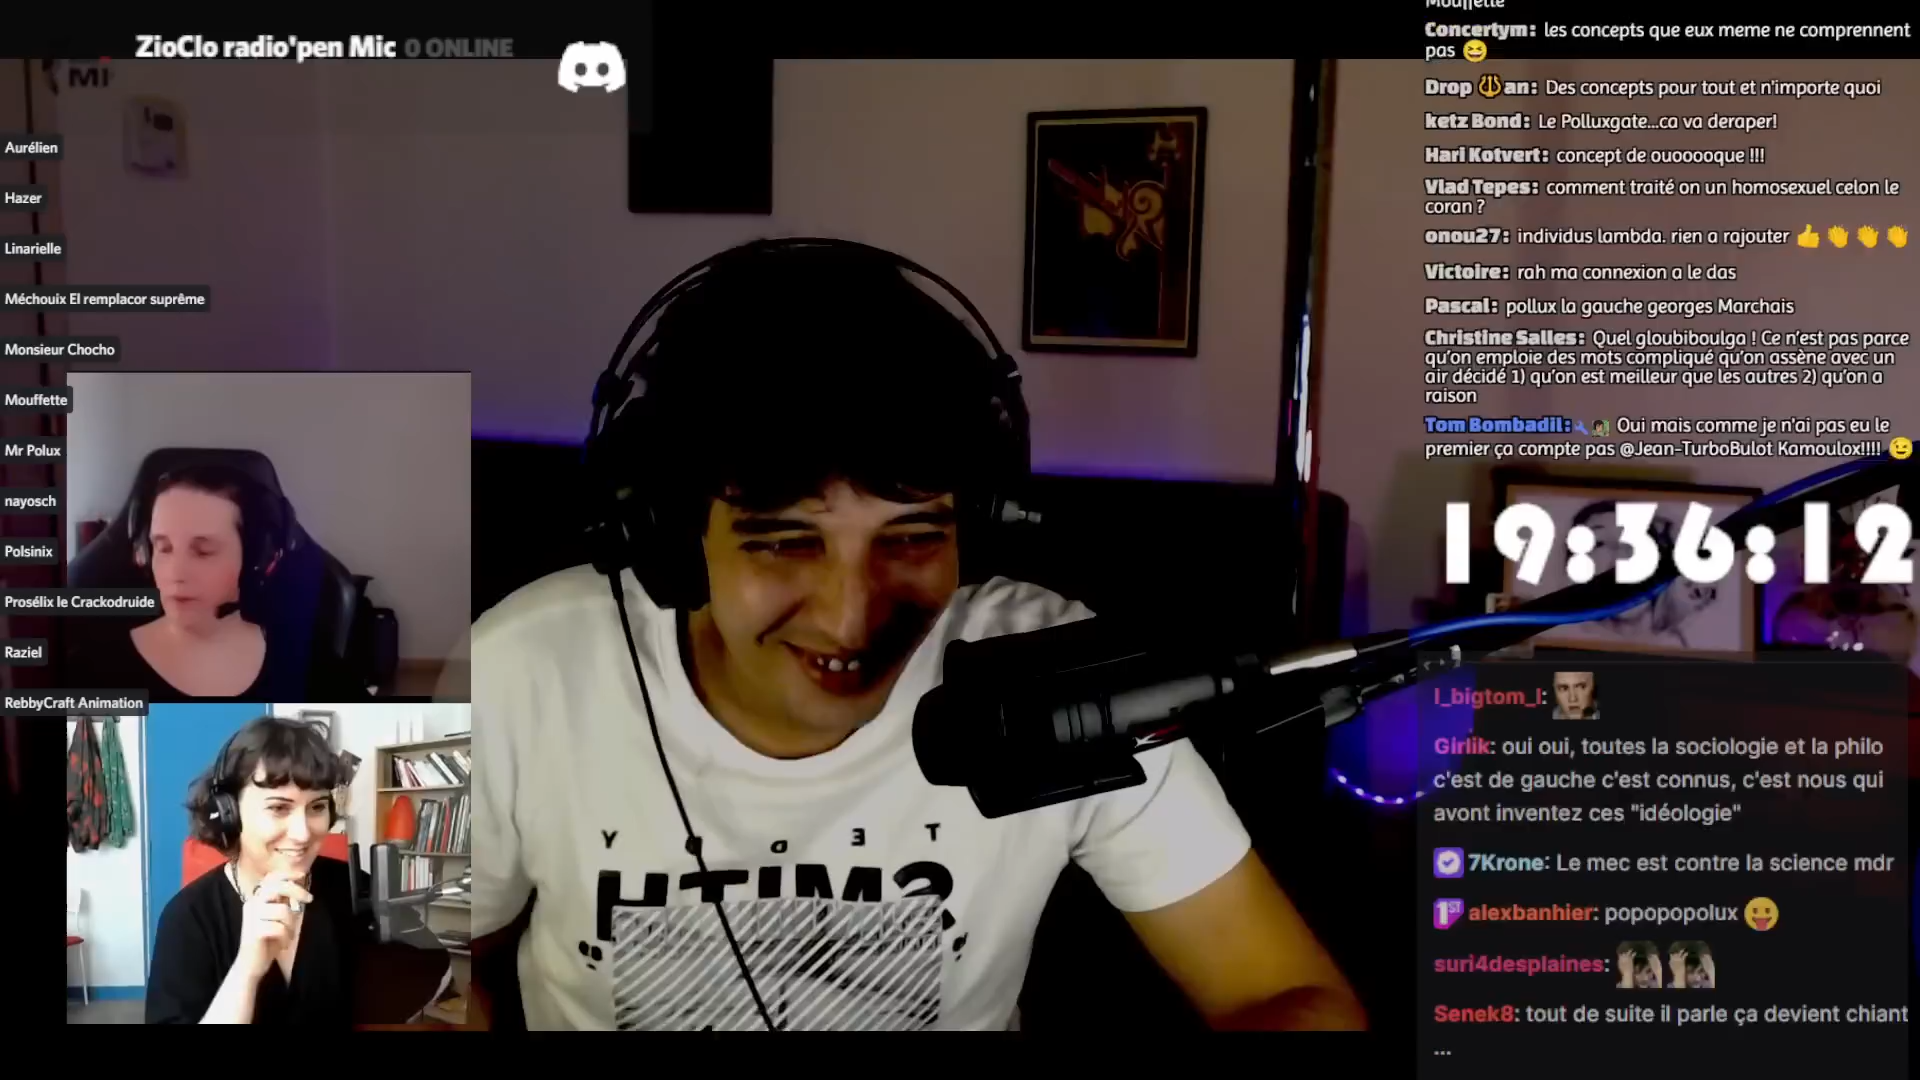 ZioClo radio'pen Mic 0 ONLINE
MI
Aurélien
Hazer
Linarielle
Méchouix El remplacor suprême
Monsieur Chocho
Mouffette
Mr Polux
nayosch
Polsinix
Prosélix le Crackodruide
Raziel
RebbyCraft Animation
Y G A E T
HTIMS
Mouffette
Concertym: les concepts que eux meme ne comprennent
pas 😆
Drop an: Des concepts pour tout et n'importe quoi
ketz Bond: Le Polluxgate...ca va deraper!
Hari Kotvert: concept de ouooooque !!!
Vlad Tepes: comment traité on un homosexuel celon le
coran ?
onou27: individus lambda. rien a rajouter 👍 👏 👏 👏
Victoire: rah ma connexion a le das
Pascal: pollux la gauche georges Marchais
Christine Salles: Quel gloubiboulga ! Ce n'est pas parce
qu'on emploie des mots compliqué qu'on assène avec un
air décidé 1) qu'on est meilleur que les autres 2) qu'on a
raison
Tom Bombadil: Oui mais comme je n'ai pas eu le
premier ça compte pas @Jean-TurboBulot Kamoulox!!!! 😉
19:36:12
l_bigtom_l:
Girlik: oui oui, toutes la sociologie et la philo
c'est de gauche c'est connus, c'est nous qui
avont inventez ces "idéologie"
7Krone: Le mec est contre la science mdr
1ST alexbanhier: popopopolux 😛
suri4desplaines:
Senek8: tout de suite il parle ça devient chiant
...